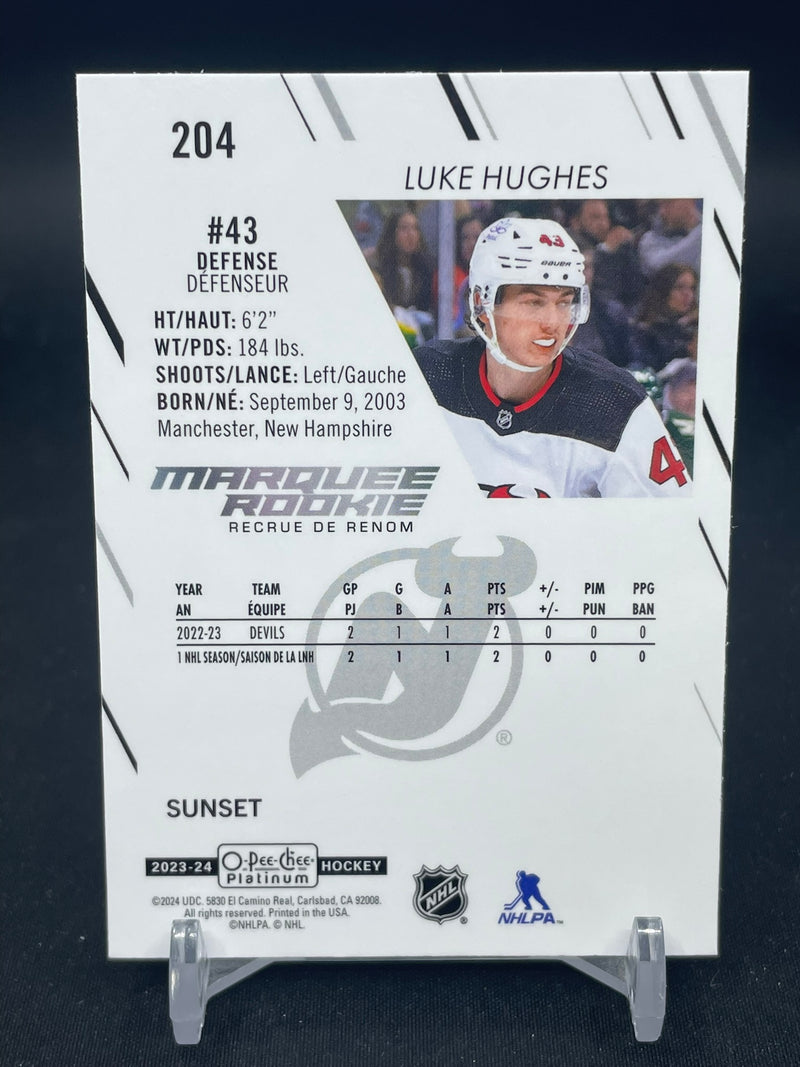 204
LUKE HUGHES
#43
DEFENSE
DÉFENSEUR
HT/HAUT: 6'2"
WT/PDS: 184 lbs.
SHOOTS/LANCE: Left/Gauche
BORN/NÉ: September 9, 2003
Manchester, New Hampshire
43
BAUER
4
MARQUEE
ROOKIE
RECRUE DE RENOM
YEAR TEAM GP G A PTS +/- PIM PPG
AN ÉQUIPE PJ B A PTS +/- PUN BAN
2022-23 DEVILS 2 1 1 2 0 0 0
1 NHL SEASON/SAISON DE LA LNH 2 1 1 2 0 0 0
®
SUNSET
2023-24 O-Pee-Chee Platinum HOCKEY
©2024 UDC. 5830 El Camino Real, Carlsbad, CA 92008.
All rights reserved. Printed in the USA.
©NHLPA. © NHL.
NHL ®
NHLPA™